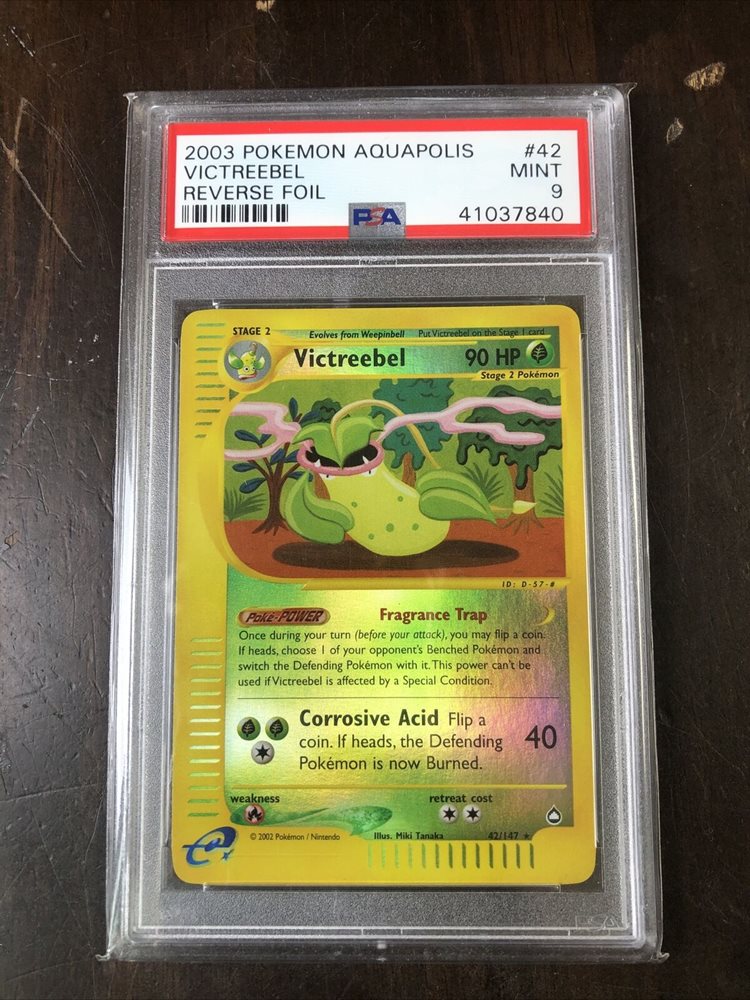 2003 POKEMON AQUAPOLIS #42
VICTREEBEL MINT
REVERSE FOIL 9
PSA 41037840
STAGE 2 Evolves from Weepinbell Put Victreebel on the Stage 1 card
Victreebel 90 HP
Stage 2 Pokémon
ID: D-57-#
Poké-POWER Fragrance Trap
Once during your turn (before your attack), you may flip a coin.
If heads, choose 1 of your opponent's Benched Pokémon and
switch the Defending Pokémon with it. This power can't be
used if Victreebel is affected by a Special Condition.
Corrosive Acid Flip a
coin. If heads, the Defending 40
Pokémon is now Burned.
weakness retreat cost
© 2002 Pokémon / Nintendo Illus. Miki Tanaka 42/147 ★
e
PSA